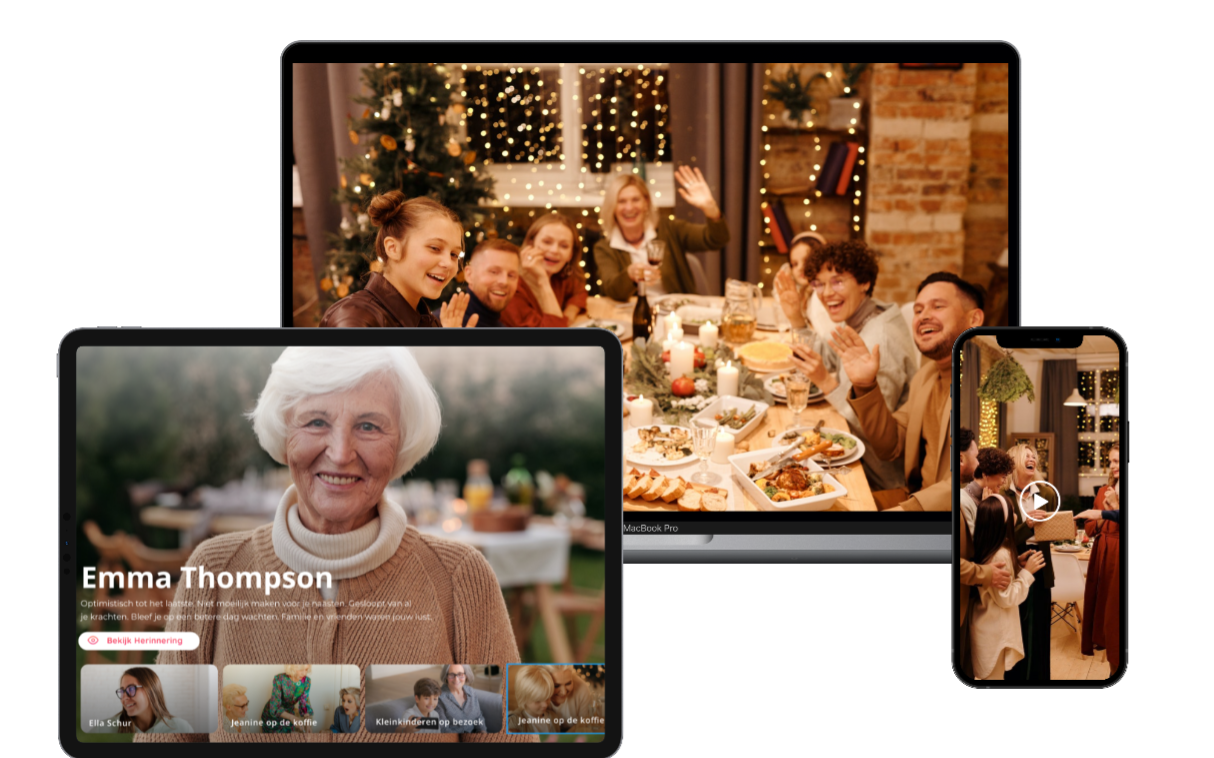 MacBook Pro
Emma Thompson
Optimistisch tot het laatste. Niet moeilijk maken voor je naasten. Gesloopt van al
je krachten. Bleef je op een betere dag wachten. Familie en vrienden waren jouw lust,
Bekijk Herinnering
Ella Schur
Jeanine op de koffie
Kleinkinderen op bezoek
Jeanine op de koffie